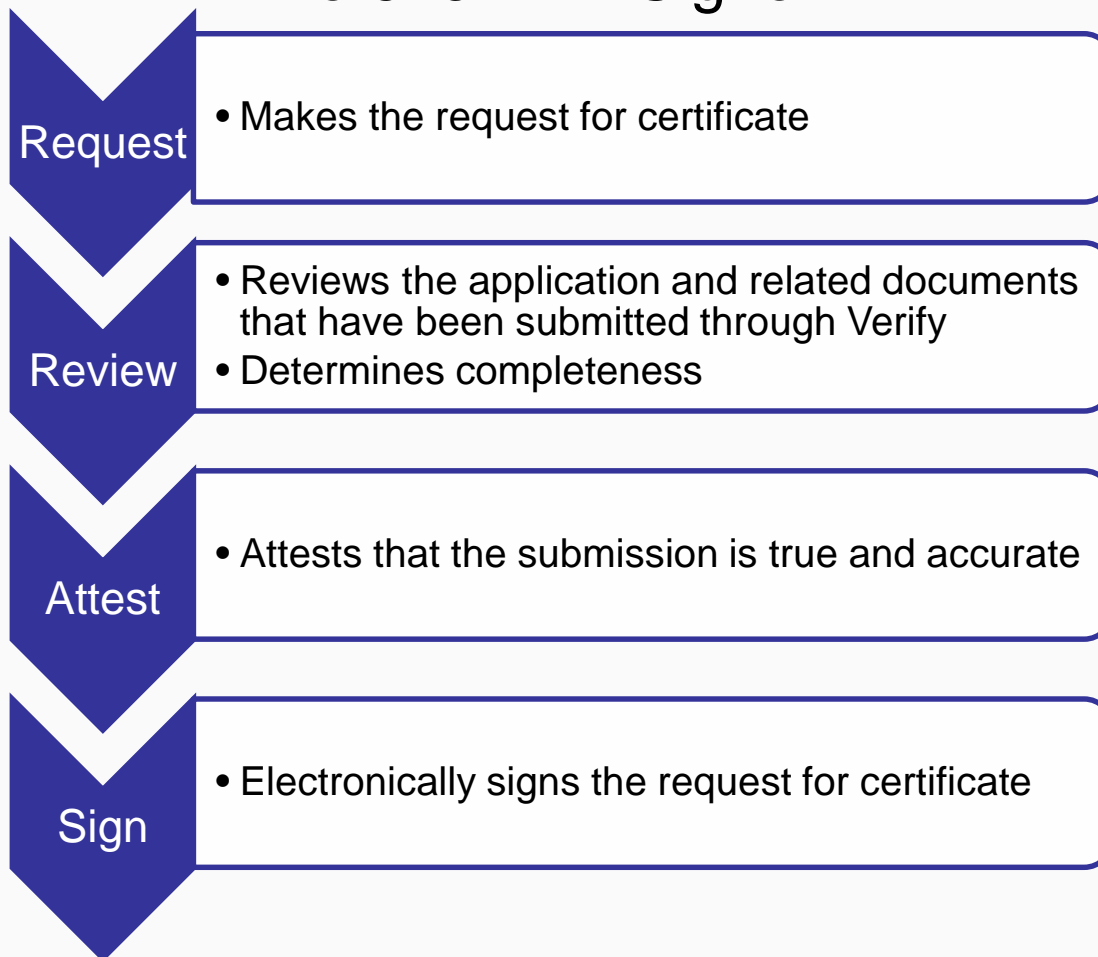 Request
• Makes the request for certificate
Review
• Reviews the application and related documents
that have been submitted through Verify
• Determines completeness
Attest
• Attests that the submission is true and accurate
Sign
• Electronically signs the request for certificate